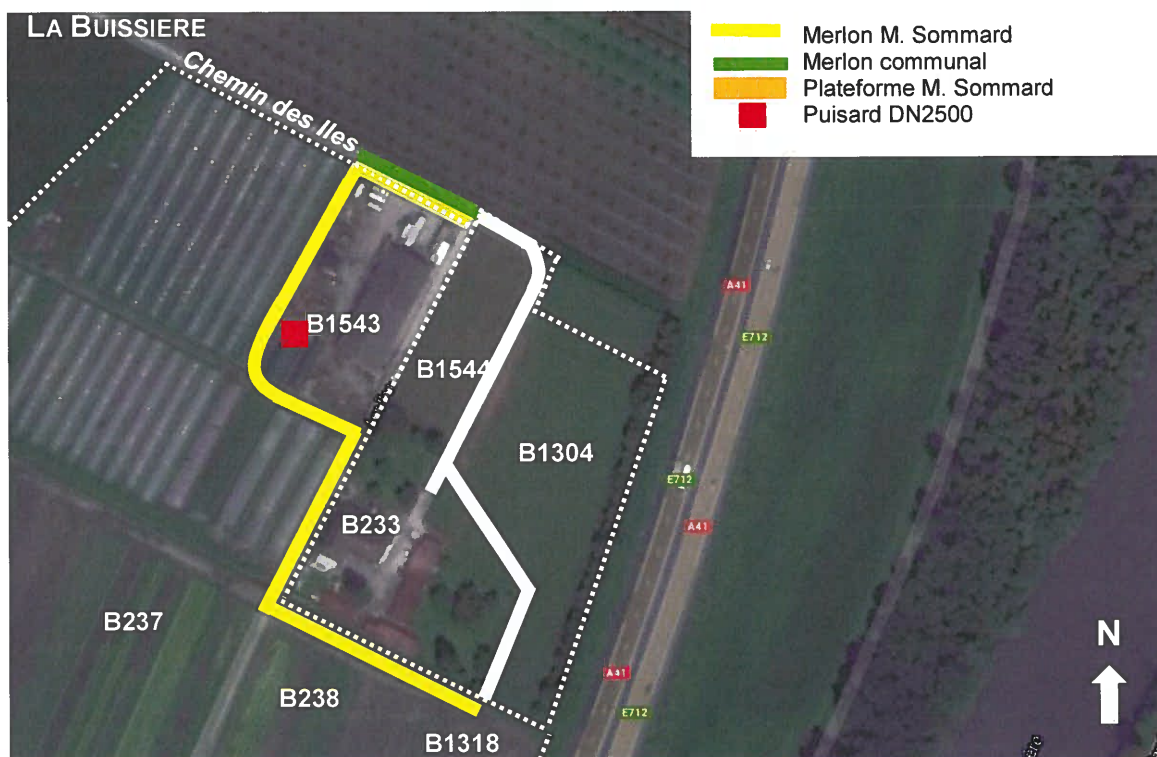 LA BUISSIERE
Merlon M. Sommard
Merlon communal
Plateforme M. Sommard
Puisard DN2500
Chemin des Iles
A41
B1543
E712
B1544
B1304
E712
B233
A41
B237
N
A41
B238
E712
B1318